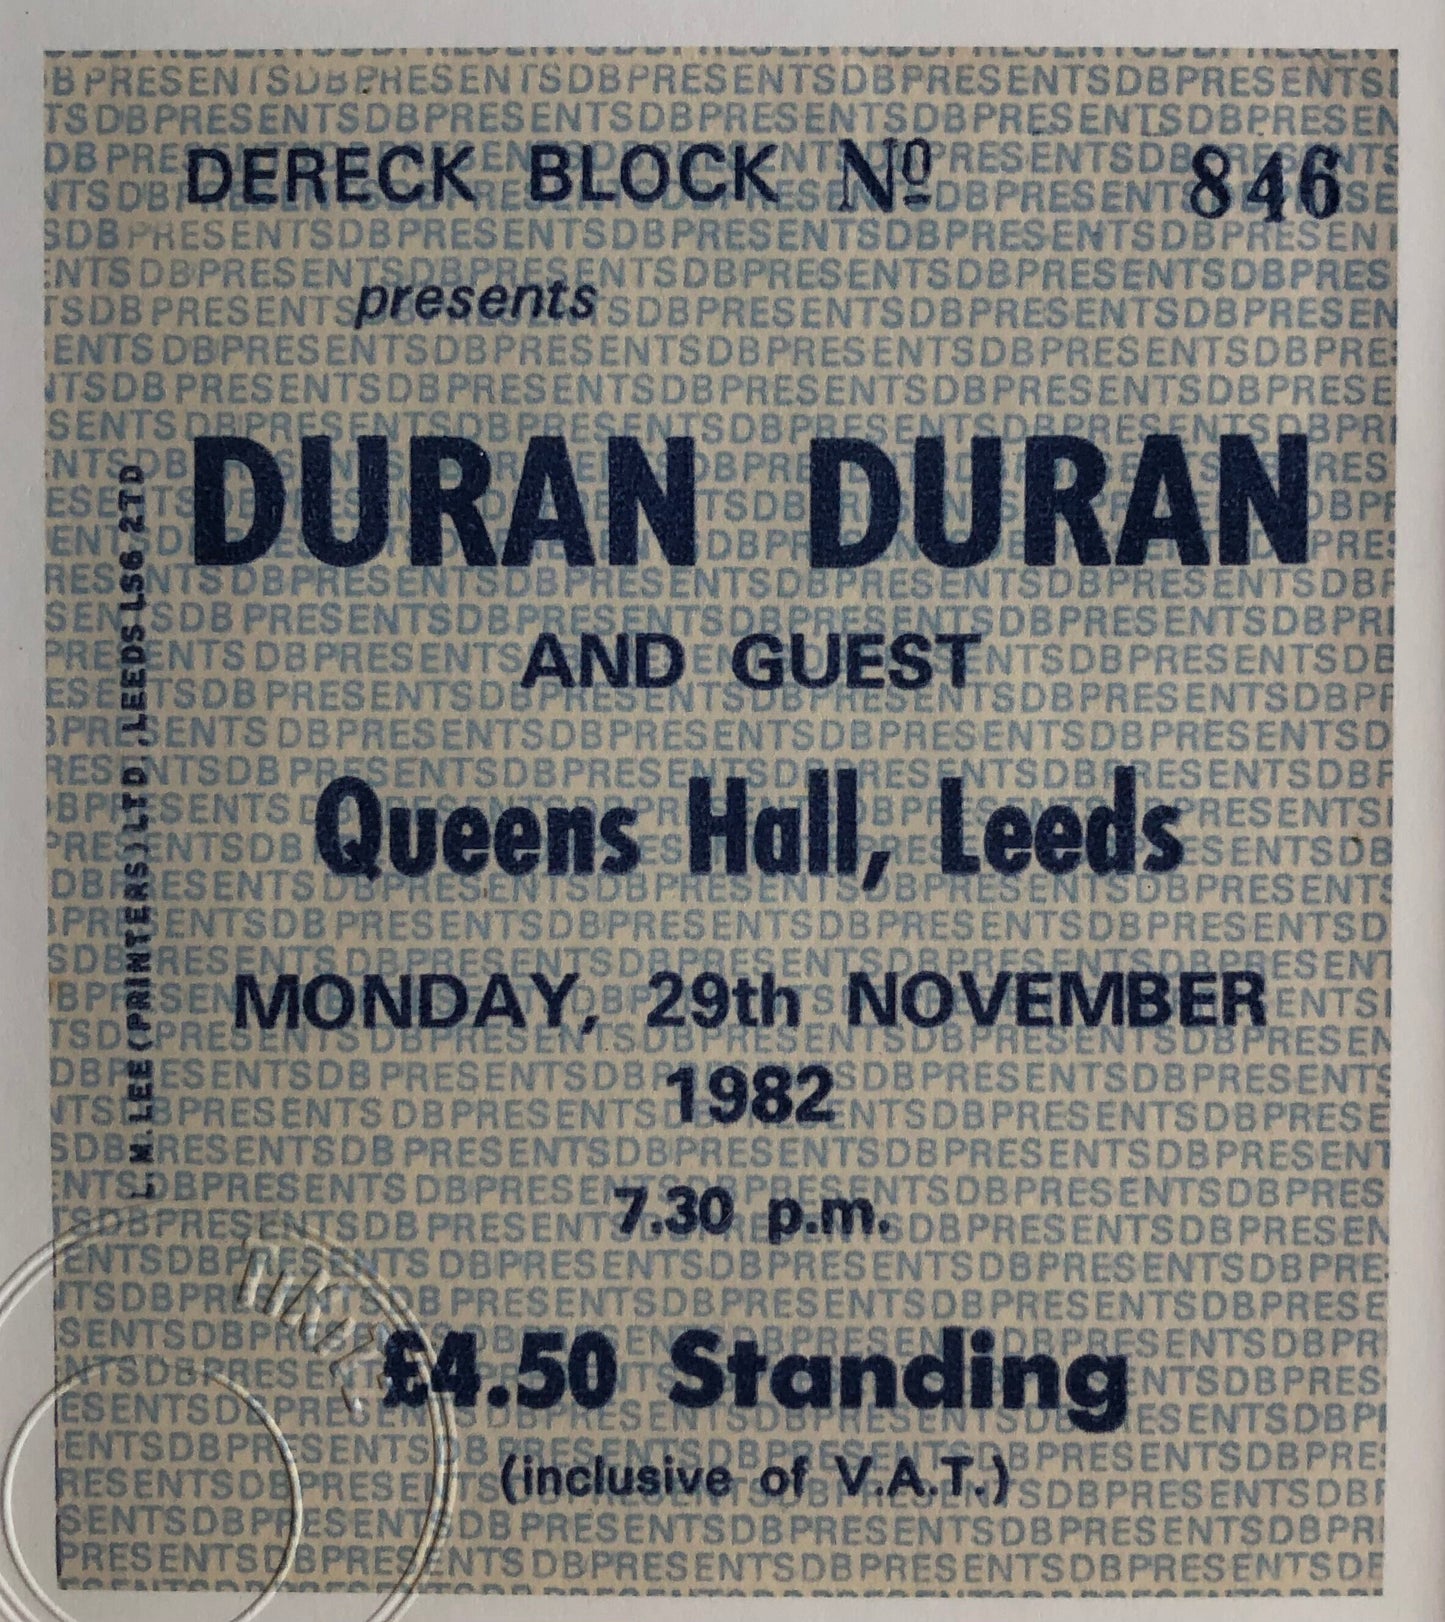 DERECK BLOCK Nº 846
presents
DURAN DURAN
AND GUEST
Queens Hall, Leeds
MONDAY, 29th NOVEMBER
1982
7.30 p.m.
£4.50 Standing
(inclusive of V.A.T.)
L.M.LEE (PRINTERS) LTD, LEEDS LS6 2TD